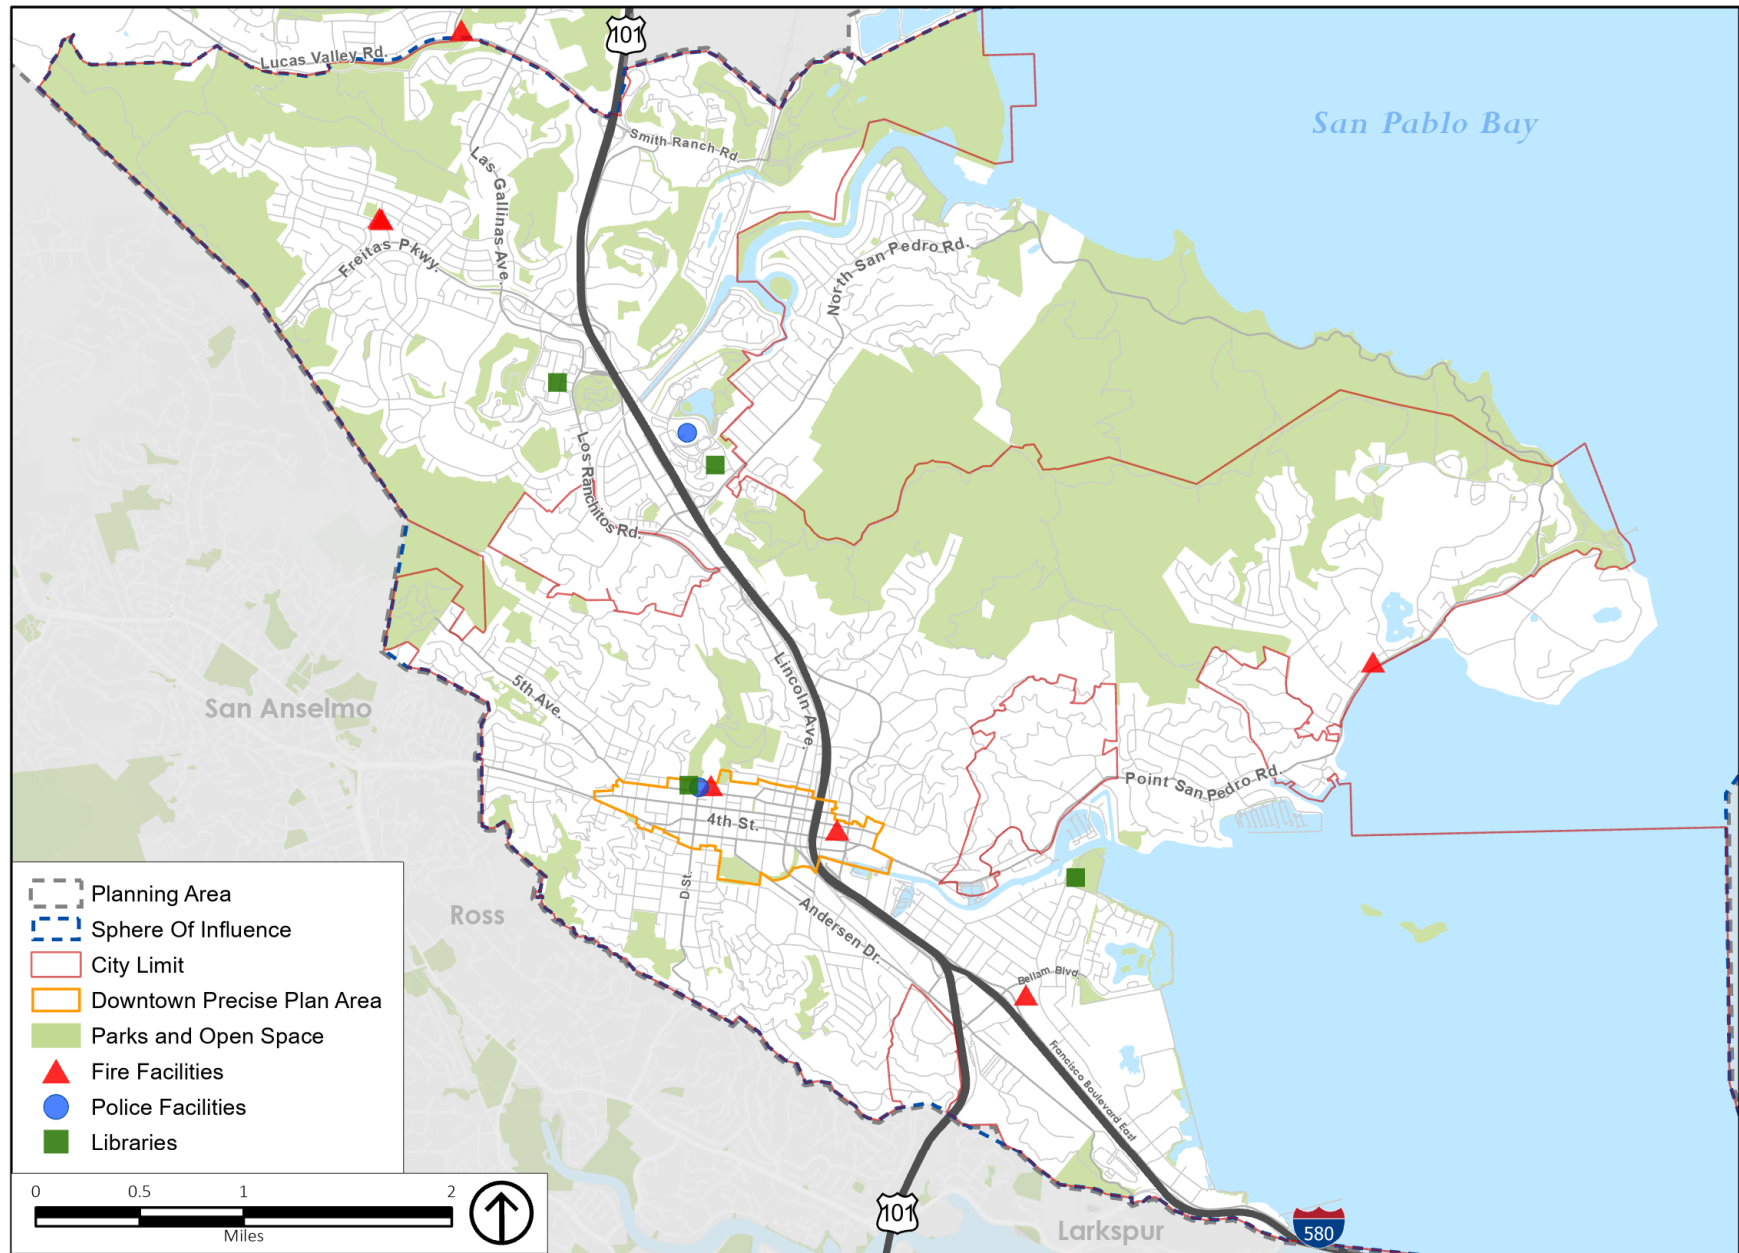 101
Lucas Valley Rd.
San Pablo Bay
Smith Ranch Rd.
Las Gallinas Ave.
Freitas Pkwy.
North San Pedro Rd.
Los Ranchitos Rd.
Lincoln Ave.
5th Ave.
San Anselmo
Point San Pedro Rd.
4th St.
D St.
Ross
Andersen Dr.
Bellam Blvd.
Francisco Boulevard East
Larkspur
101
580
Planning Area
Sphere Of Influence
City Limit
Downtown Precise Plan Area
Parks and Open Space
Fire Facilities
Police Facilities
Libraries
0 0.5 1 2
Miles